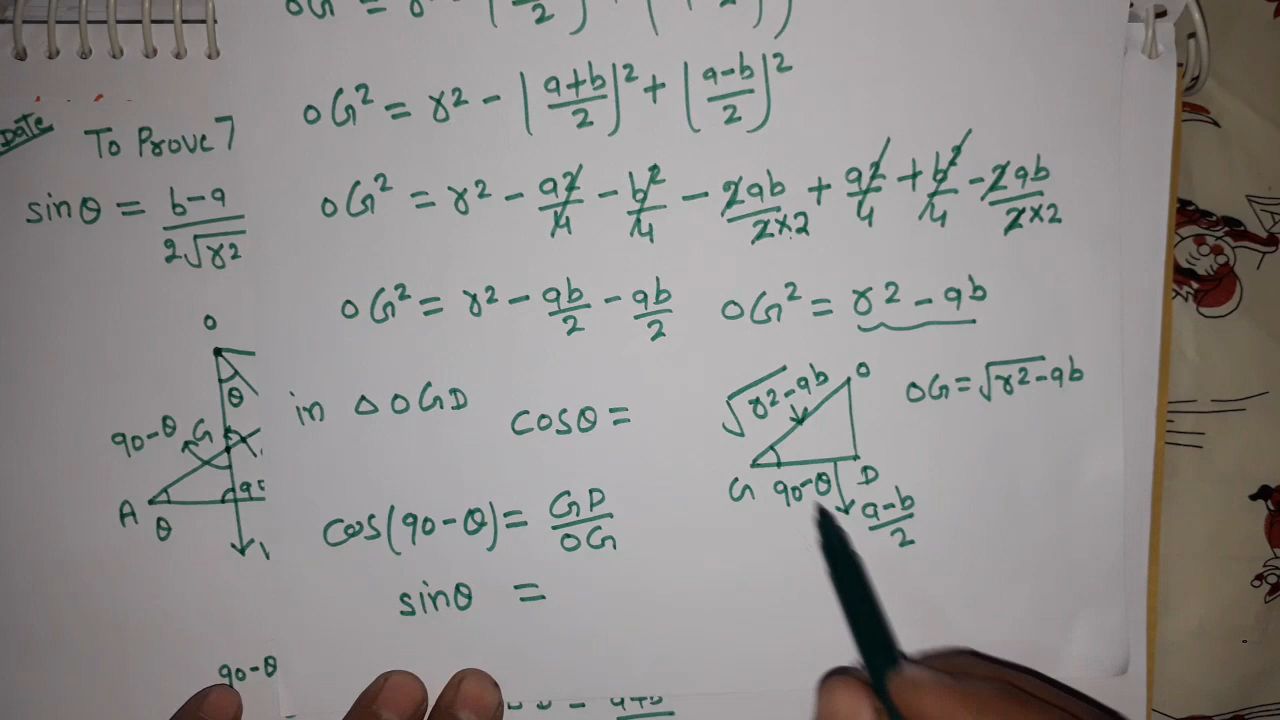 OG² = r² - (a+b/2)² + (a-b/2)²
Date
To Prove 7
sinθ = b-a / 2√r2
OG² = r² - a²/4 - b²/4 - 2ab/2×2 + a²/4 + b²/4 - 2ab/2×2
OG² = r² - ab/2 - ab/2
OG² = r² - ab
O
θ
90-θ
G
90
A
θ
in △ OGD
cosθ =
√r²-ab
O
OG = √r²-ab
G
90-θ
D
a-b/2
cos(90-θ) = GD/OG
sinθ =
90-θ